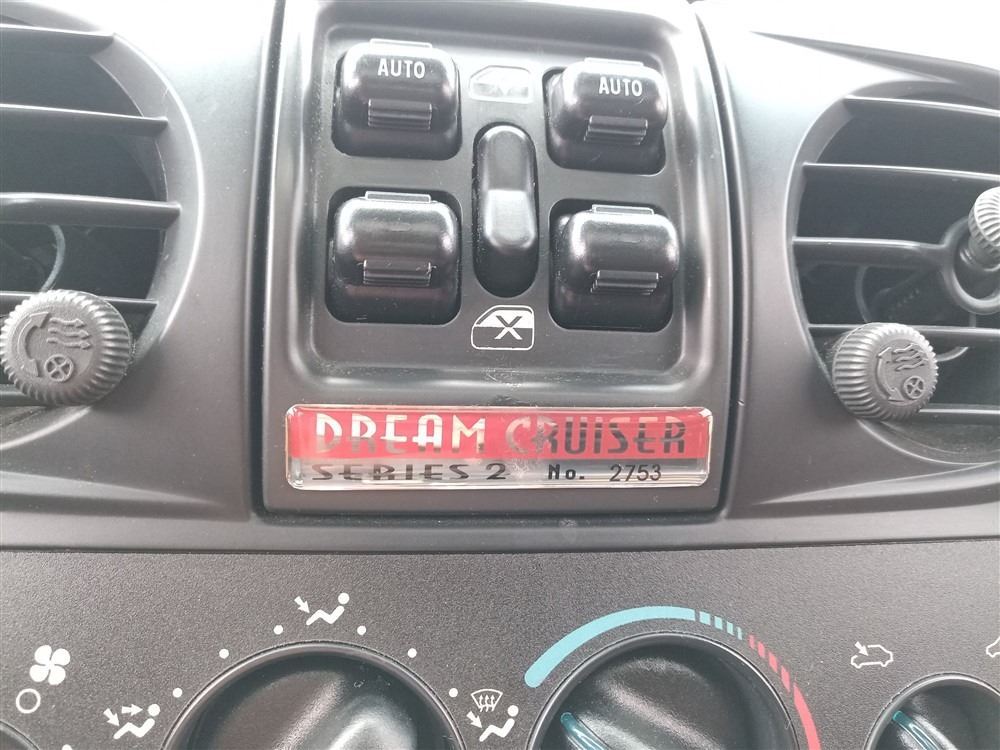 AUTO AUTO
DREAM CRUISER
SERIES 2 No. 2753